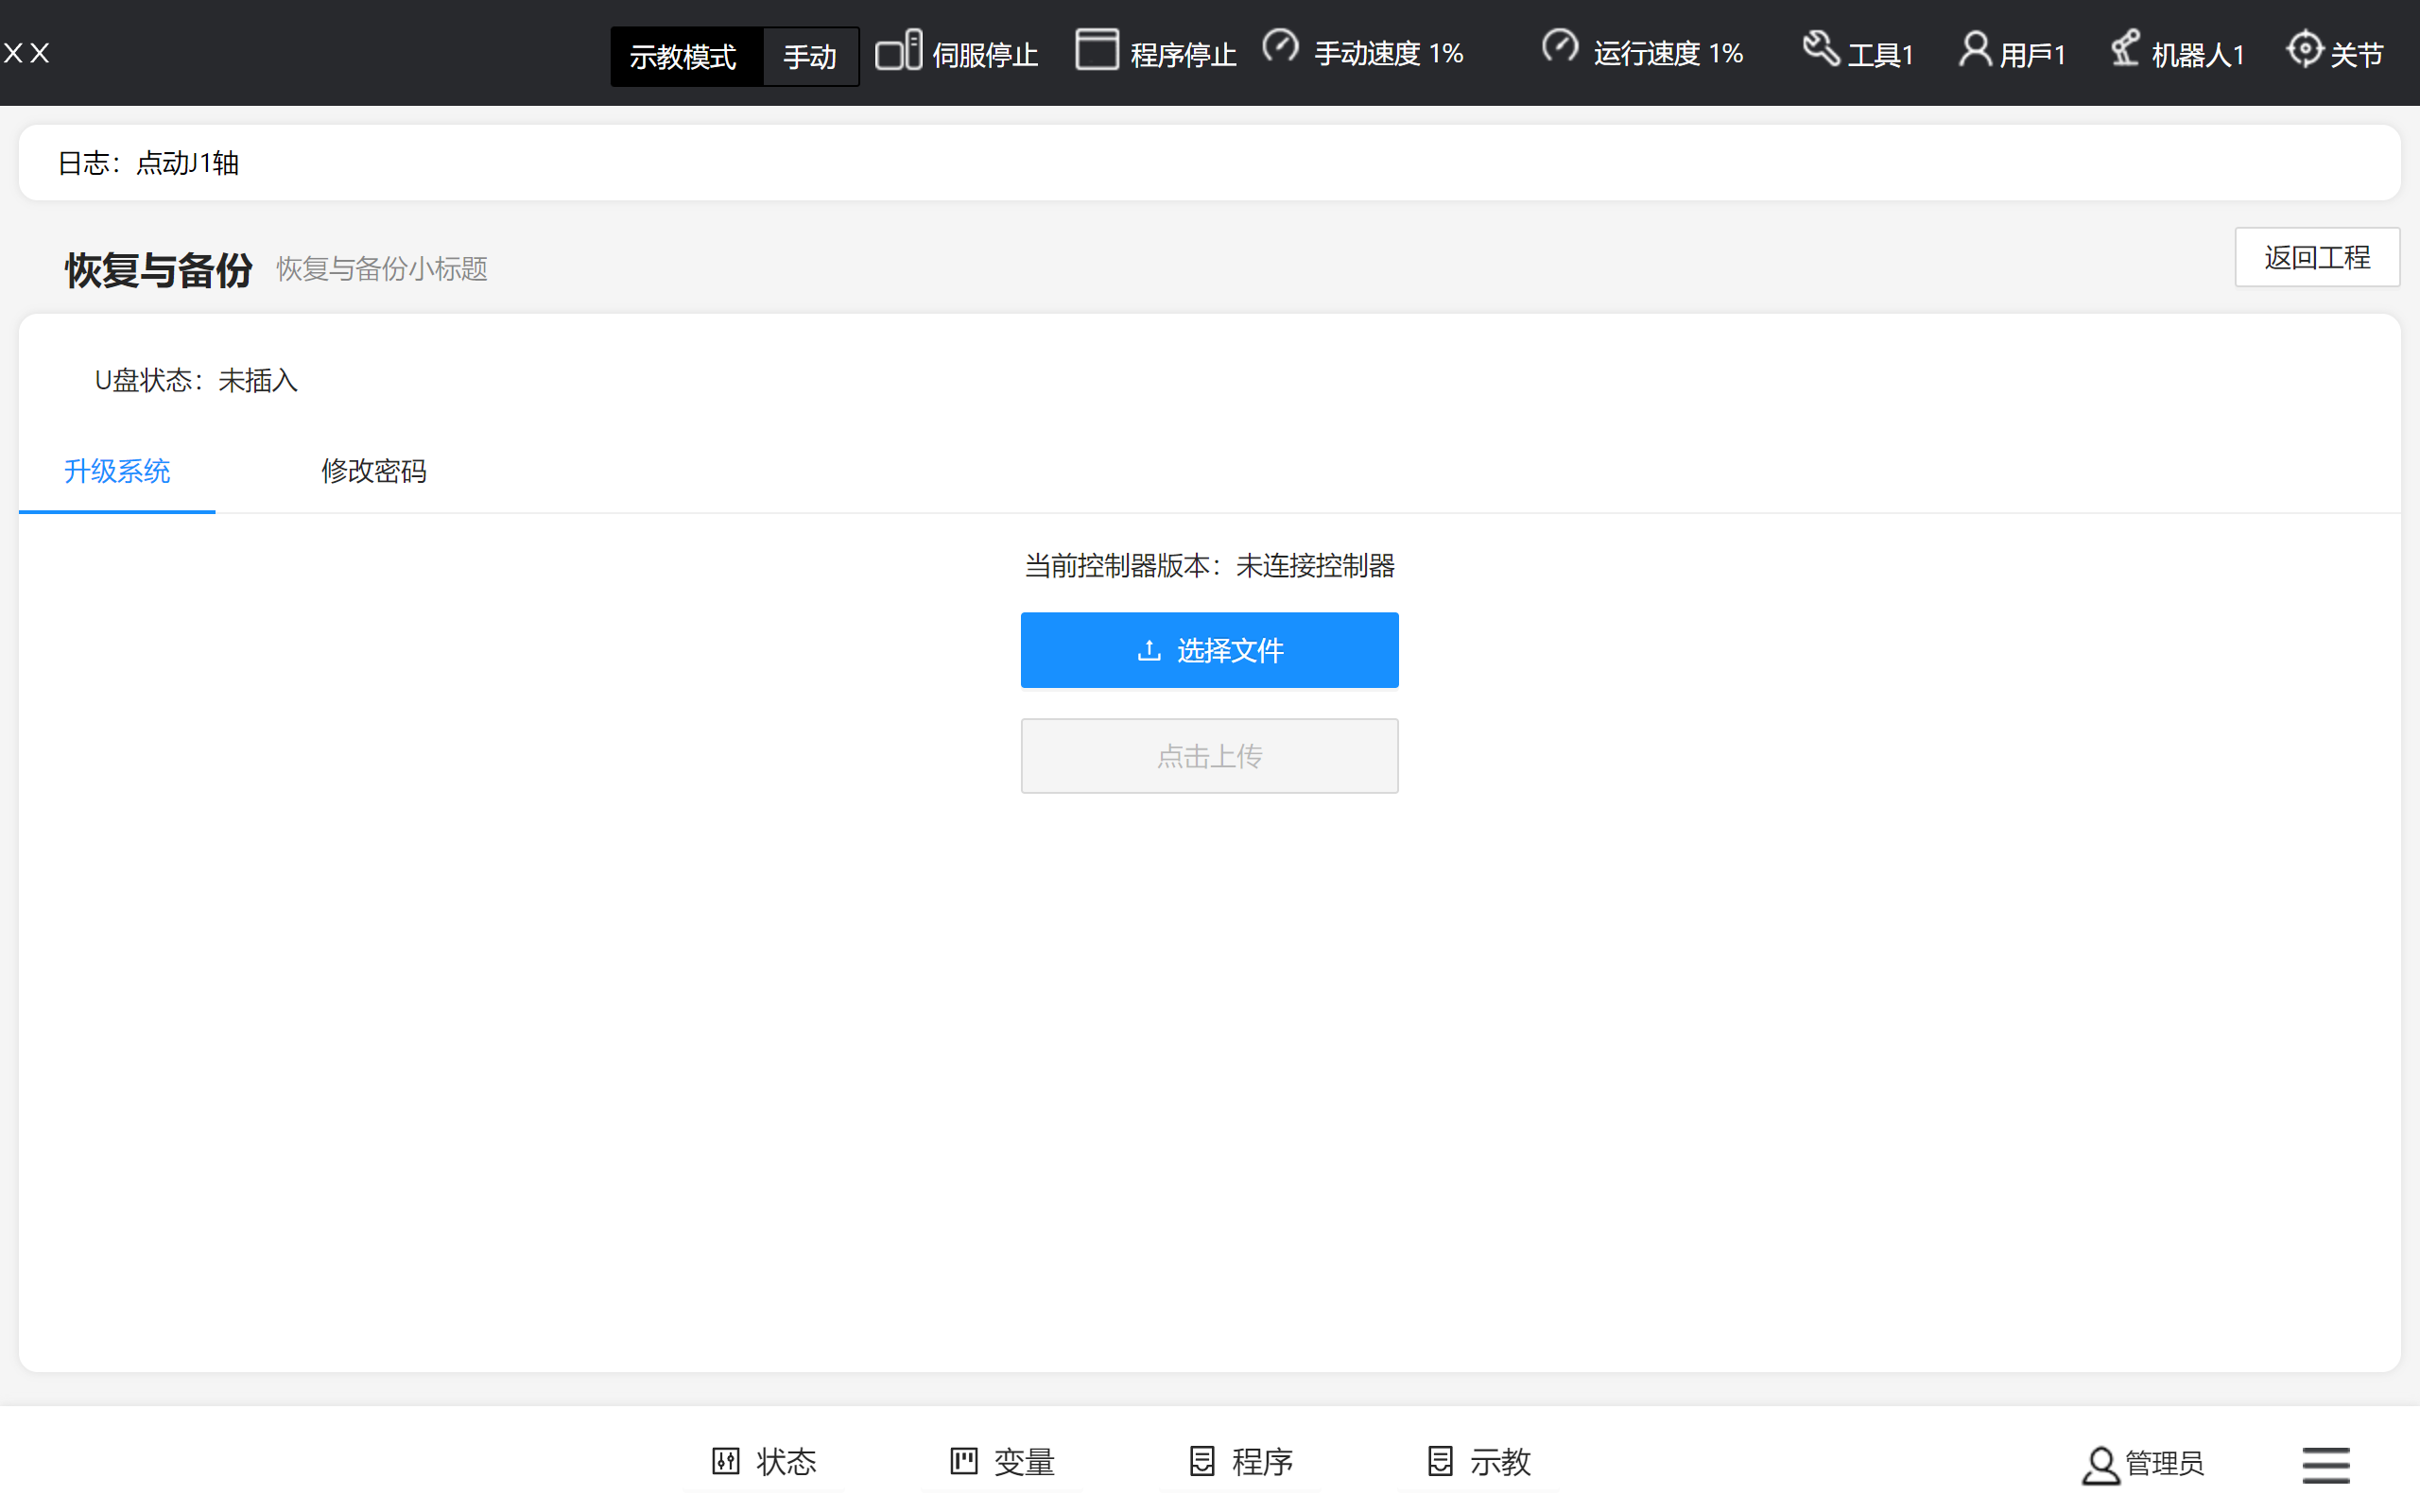 XX 示教模式 手动 伺服停止 程序停止 手动速度 1% 运行速度 1% 工具1 用戶1 机器人1 关节
日志：点动J1轴
恢复与备份 恢复与备份小标题 返回工程
U盘状态：未插入
升级系统 修改密码
当前控制器版本：未连接控制器
选择文件
点击上传
状态 变量 程序 示教 管理员